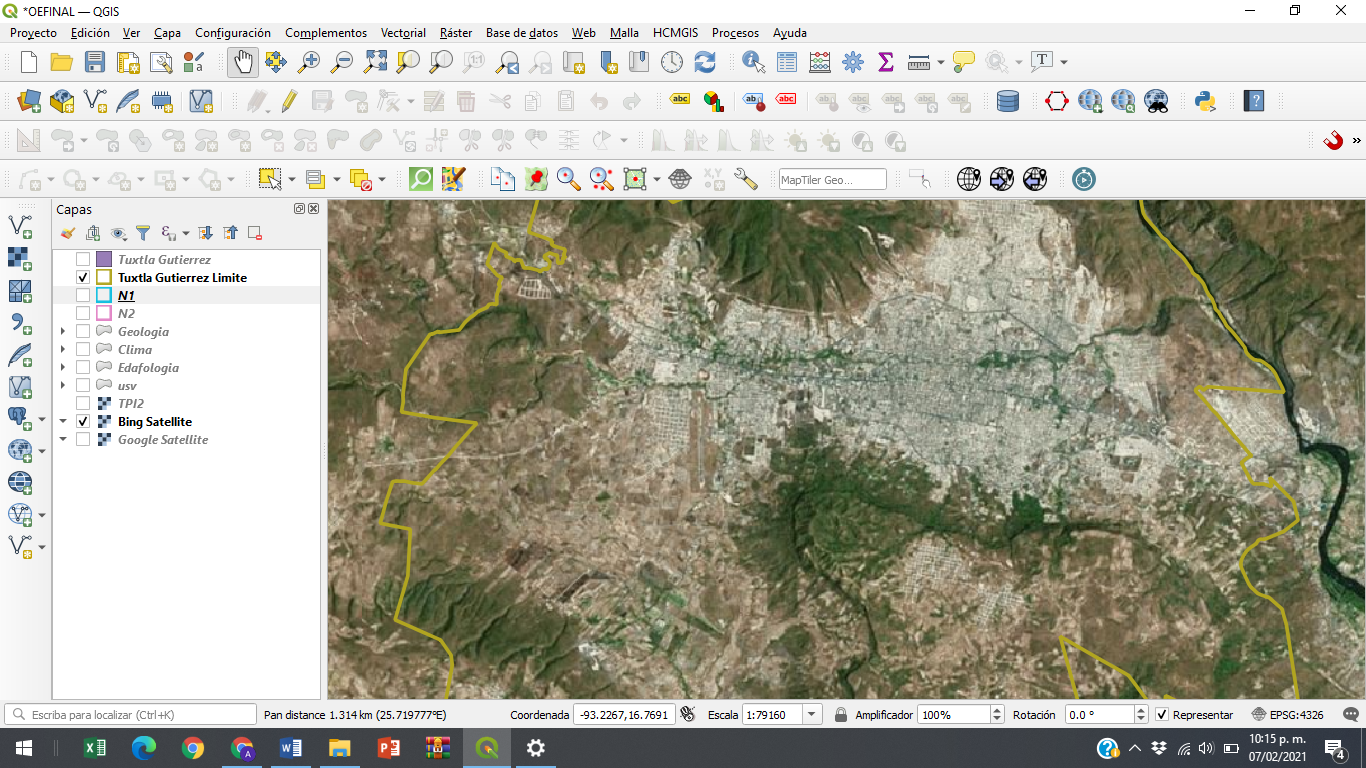 *OEFINAL — QGIS
Proyecto Edición Ver Capa Configuración Complementos Vectorial Ráster Base de datos Web Malla HCMGIS Procesos Ayuda
abc abc abc
MapTiler Geo...
Capas
Tuxtla Gutierrez
Tuxtla Gutierrez Limite
N1
N2
Geologia
Clima
Edafologia
usv
TPI2
Bing Satellite
Google Satellite
Escriba para localizar (Ctrl+K) Pan distance 1.314 km (25.719777°E) Coordenada -93.2267,16.7691 Escala 1:79160 Amplificador 100% Rotación 0.0 ° Representar EPSG:4326
10:15 p. m.
07/02/2021
4